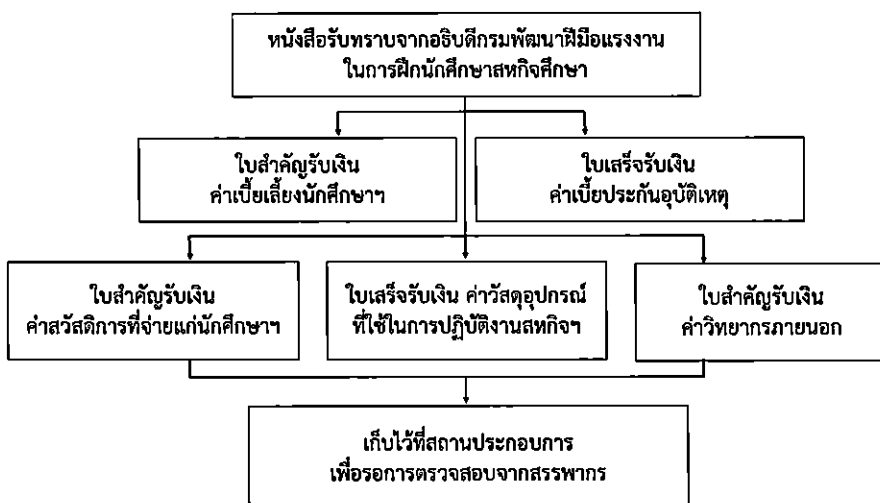 หนังสือรับทราบจากอธิบดีกรมพัฒนาฝีมือแรงงาน
ในการฝึกนักศึกษาสหกิจศึกษา
ใบสำคัญรับเงิน
ค่าเบี้ยเลี้ยงนักศึกษาฯ
ใบเสร็จรับเงิน
ค่าเบี้ยประกันอุบัติเหตุ
ใบสำคัญรับเงิน
ค่าสวัสดิการที่จ่ายแก่นักศึกษาฯ
ใบเสร็จรับเงิน ค่าวัสดุอุปกรณ์
ที่ใช้ในการปฏิบัติงานสหกิจฯ
ใบสำคัญรับเงิน
ค่าวิทยากรภายนอก
เก็บไว้ที่สถานประกอบการ
เพื่อรอการตรวจสอบจากสรรพากร